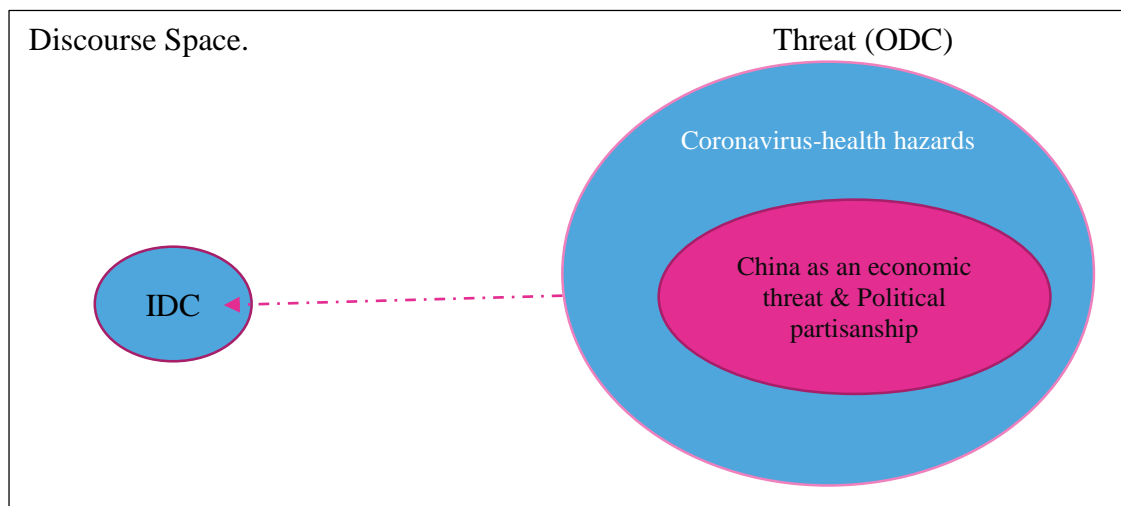 Discourse Space.
Threat (ODC)
Coronavirus-health hazards
China as an economic
threat & Political
partisanship
IDC